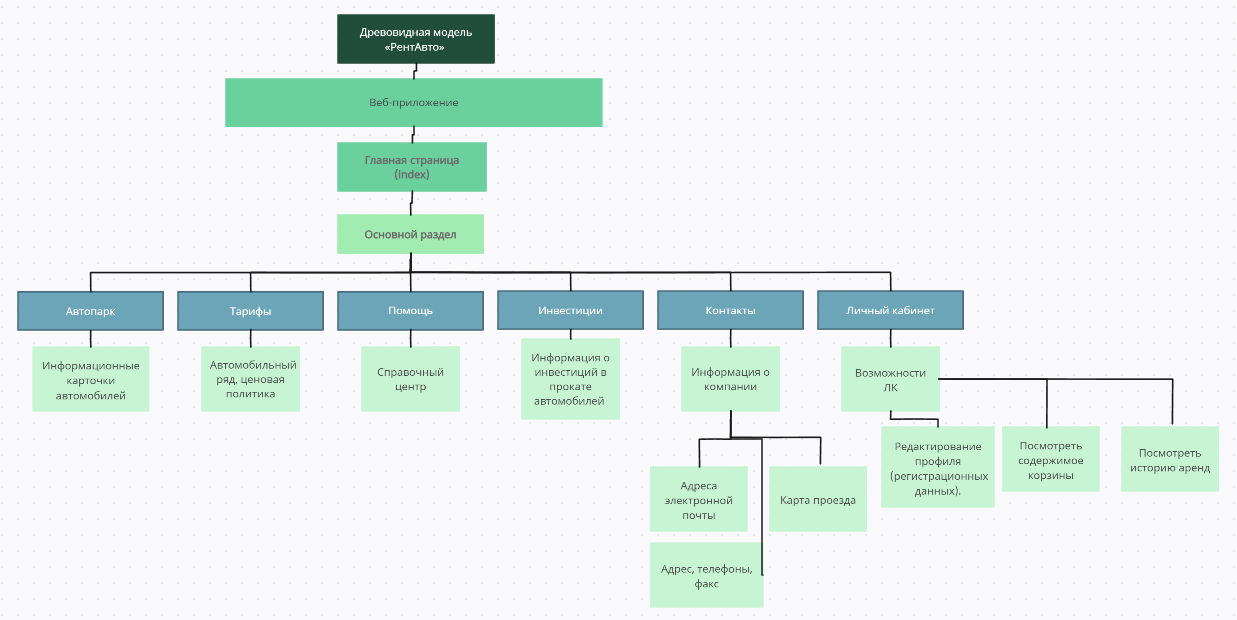 Древовидная модель
«РентАвто»
Веб-приложение
Главная страница
(Index)
Основной раздел
Автопарк
Тарифы
Помощь
Инвестиции
Контакты
Личный кабинет
Информационные
карточки
автомобилей
Автомобильный
ряд, ценовая
политика
Справочный
центр
Информация о
инвестиций в
прокате
автомобилей
Информация о
компании
Возможности
ЛК
Адреса
электронной
почты
Карта проезда
Адрес, телефоны,
факс
Редактирование
профиля
(регистрационных
данных).
Посмотреть
содержимое
корзины
Посмотреть
историю аренд